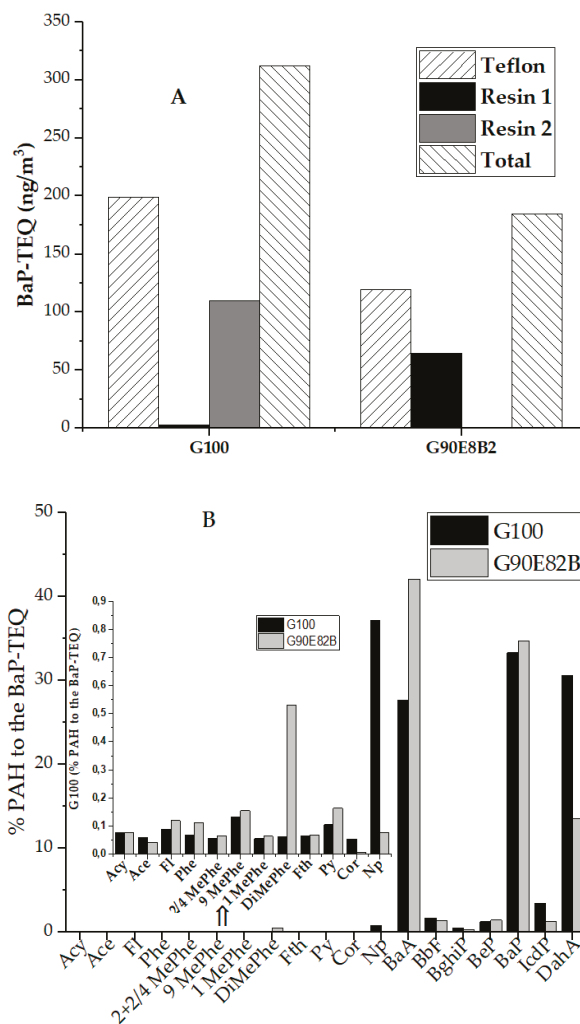 350
300
250
200
150
100
50
0
BaP-TEQ (ng/m³)
A
Teflon
Resin 1
Resin 2
Total
G100
G90E8B2
B
G100
G90E82B
50
40
30
20
10
0
% PAH to the BaP-TEQ
0,9
0,8
0,7
0,6
0,5
0,4
0,3
0,2
0,1
0,0
G100 (% PAH to the BaP-TEQ)
G100
G90E82B
Acy
Ace
Fl
Phe
2/4 MePhe
9 MePhe
1 MePhe
DiMePhe
Fth
Py
Cor
Np
Acy
Ace
Fl
Phe
2+2/4 MePhe
9 MePhe
1 MePhe
DiMePhe
Fth
Py
Cor
Np
BaA
BbF
BghiP
BeP
BaP
IcdP
DahA